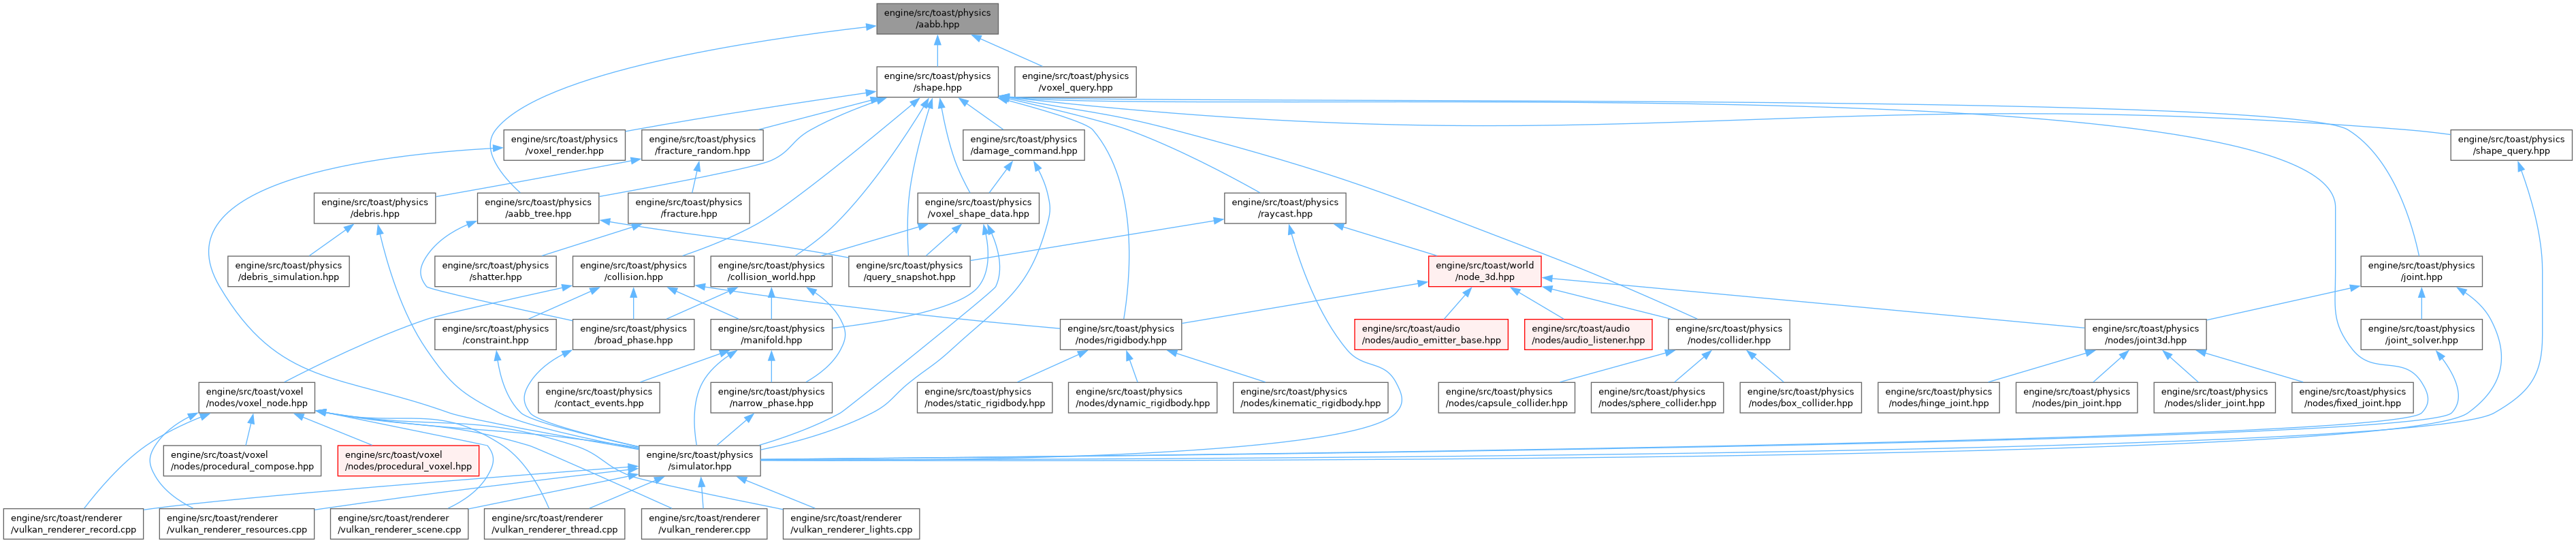 engine/src/toast/physics
/aabb.hpp
engine/src/toast/physics
/shape.hpp
engine/src/toast/physics
/voxel_query.hpp
engine/src/toast/physics
/voxel_render.hpp
engine/src/toast/physics
/fracture_random.hpp
engine/src/toast/physics
/damage_command.hpp
engine/src/toast/physics
/shape_query.hpp
engine/src/toast/physics
/debris.hpp
engine/src/toast/physics
/aabb_tree.hpp
engine/src/toast/physics
/fracture.hpp
engine/src/toast/physics
/voxel_shape_data.hpp
engine/src/toast/physics
/raycast.hpp
engine/src/toast/physics
/debris_simulation.hpp
engine/src/toast/physics
/shatter.hpp
engine/src/toast/physics
/collision.hpp
engine/src/toast/physics
/collision_world.hpp
engine/src/toast/physics
/query_snapshot.hpp
engine/src/toast/world
/node_3d.hpp
engine/src/toast/physics
/joint.hpp
engine/src/toast/physics
/constraint.hpp
engine/src/toast/physics
/broad_phase.hpp
engine/src/toast/physics
/manifold.hpp
engine/src/toast/physics
/nodes/rigidbody.hpp
engine/src/toast/audio
/nodes/audio_emitter_base.hpp
engine/src/toast/audio
/nodes/audio_listener.hpp
engine/src/toast/physics
/nodes/collider.hpp
engine/src/toast/physics
/nodes/joint3d.hpp
engine/src/toast/physics
/joint_solver.hpp
engine/src/toast/voxel
/nodes/voxel_node.hpp
engine/src/toast/physics
/contact_events.hpp
engine/src/toast/physics
/narrow_phase.hpp
engine/src/toast/physics
/nodes/static_rigidbody.hpp
engine/src/toast/physics
/nodes/dynamic_rigidbody.hpp
engine/src/toast/physics
/nodes/kinematic_rigidbody.hpp
engine/src/toast/physics
/nodes/capsule_collider.hpp
engine/src/toast/physics
/nodes/sphere_collider.hpp
engine/src/toast/physics
/nodes/box_collider.hpp
engine/src/toast/physics
/nodes/hinge_joint.hpp
engine/src/toast/physics
/nodes/pin_joint.hpp
engine/src/toast/physics
/nodes/slider_joint.hpp
engine/src/toast/physics
/nodes/fixed_joint.hpp
engine/src/toast/voxel
/nodes/procedural_compose.hpp
engine/src/toast/voxel
/nodes/procedural_voxel.hpp
engine/src/toast/physics
/simulator.hpp
engine/src/toast/renderer
/vulkan_renderer_record.cpp
engine/src/toast/renderer
/vulkan_renderer_resources.cpp
engine/src/toast/renderer
/vulkan_renderer_scene.cpp
engine/src/toast/renderer
/vulkan_renderer_thread.cpp
engine/src/toast/renderer
/vulkan_renderer.cpp
engine/src/toast/renderer
/vulkan_renderer_lights.cpp